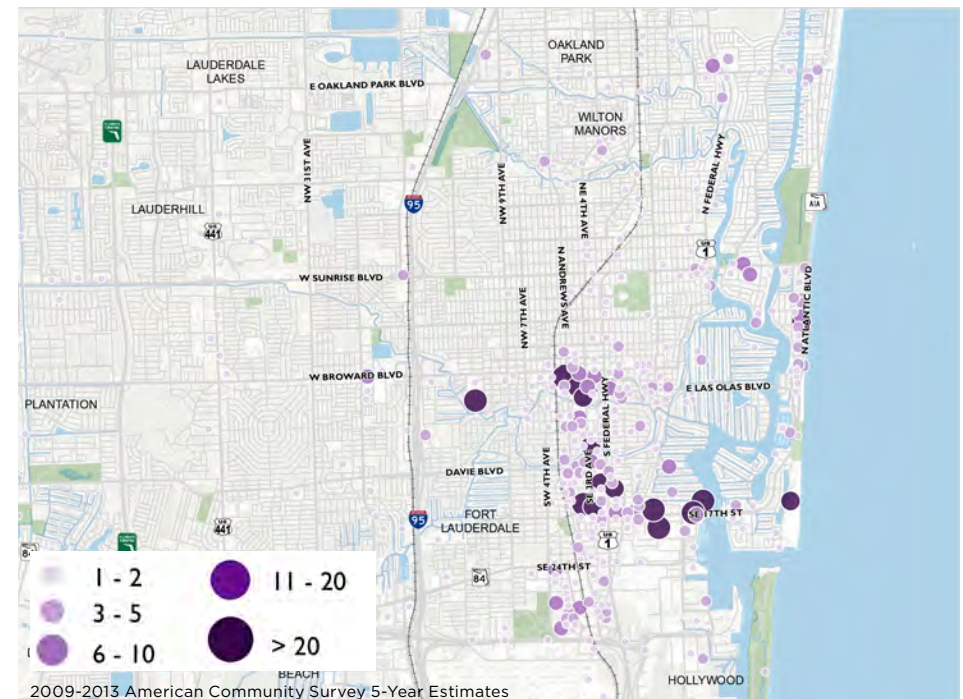 OAKLAND
PARK
LAUDERDALE
LAKES
E OAKLAND PARK BLVD
WILTON
MANORS
NW 31ST AVE
NW 9TH AVE
NE 4TH AVE
N FEDERAL HWY
A1A
95
LAUDERHILL
441
1
W SUNRISE BLVD
N ANDREWS AVE
N ATLANTIC BLVD
NW 7TH AVE
W BROWARD BLVD
E LAS OLAS BLVD
PLANTATION
S FEDERAL HWY
DAVIE BLVD
SW 4TH AVE
SE 3RD AVE
FORT
LAUDERDALE
SE 17TH ST
95
441
1
84
SE 24TH ST
84
1 - 2
11 - 20
3 - 5
6 - 10
> 20
BEACH
HOLLYWOOD
2009-2013 American Community Survey 5-Year Estimates